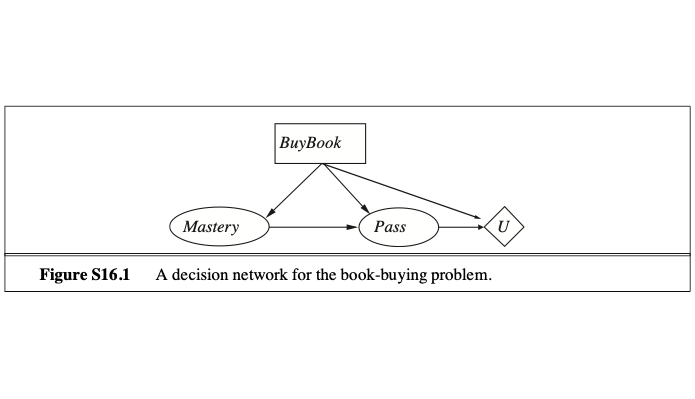 BuyBook
Mastery
Pass
U
Figure S16.1 A decision network for the book-buying problem.